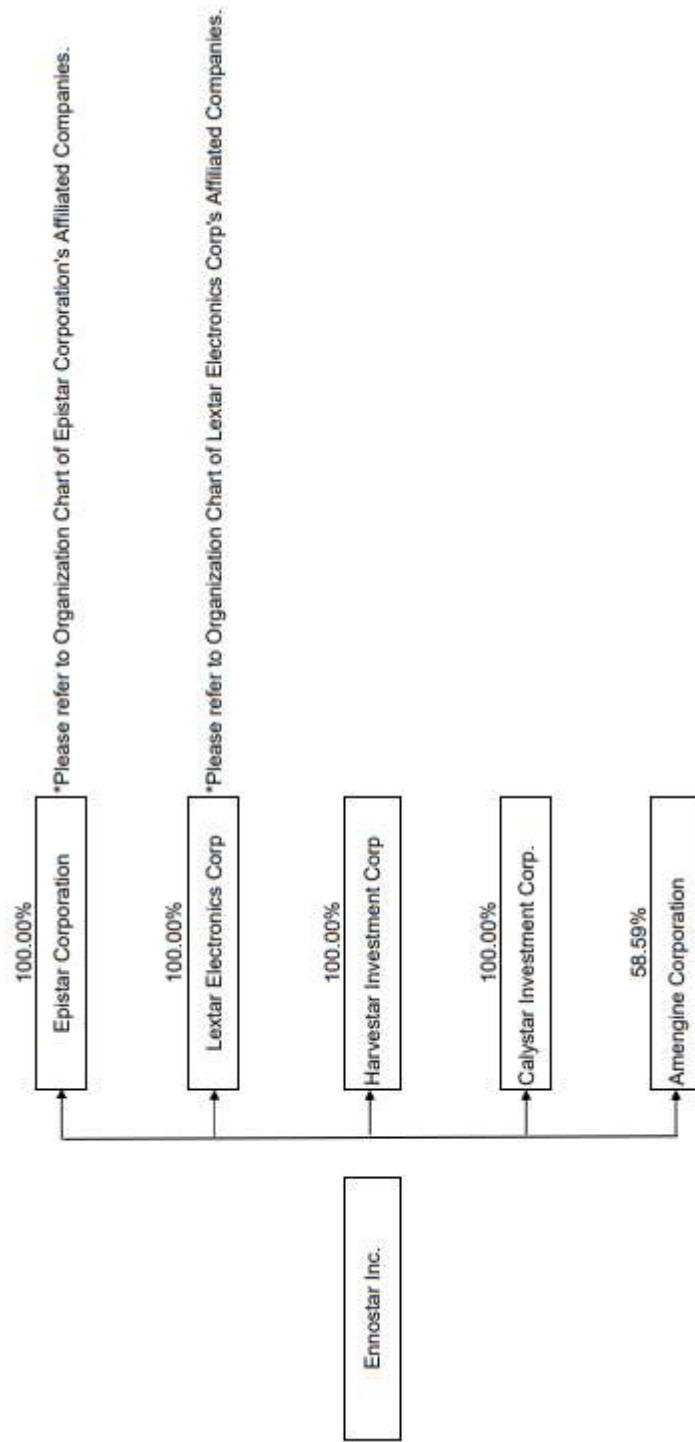 Ennostar Inc.
100.00%
Epistar Corporation
*Please refer to Organization Chart of Epistar Corporation's Affiliated Companies.
100.00%
Lextar Electronics Corp
*Please refer to Organization Chart of Lextar Electronics Corp's Affiliated Companies.
100.00%
Harvestar Investment Corp
100.00%
Calystar Investment Corp.
58.59%
Amengine Corporation